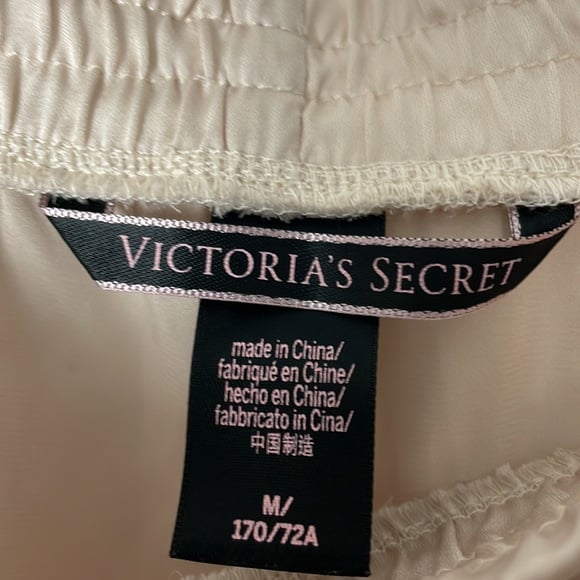 VICTORIA'S SECRET
made in China/
fabriqué en Chine/
hecho en China/
fabbricato in Cina/
中国制造
M/
170/72A